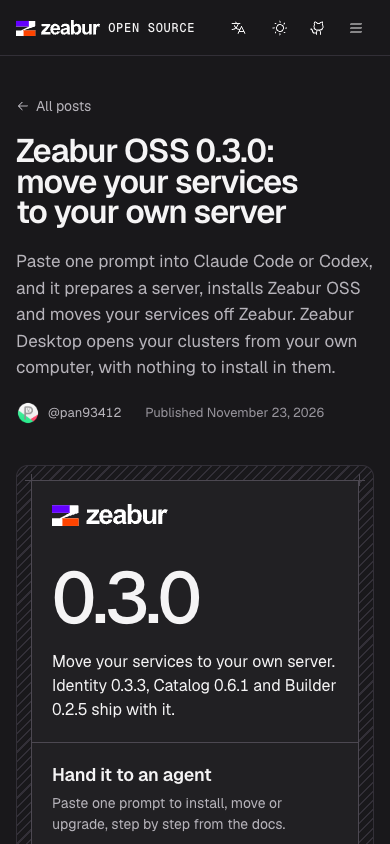 zeabur OPEN SOURCE
← All posts
Zeabur OSS 0.3.0:
move your services
to your own server
Paste one prompt into Claude Code or Codex,
and it prepares a server, installs Zeabur OSS
and moves your services off Zeabur. Zeabur
Desktop opens your clusters from your own
computer, with nothing to install in them.
@pan93412 Published November 23, 2026
zeabur
0.3.0
Move your services to your own server.
Identity 0.3.3, Catalog 0.6.1 and Builder
0.2.5 ship with it.
Hand it to an agent
Paste one prompt to install, move or
upgrade, step by step from the docs.